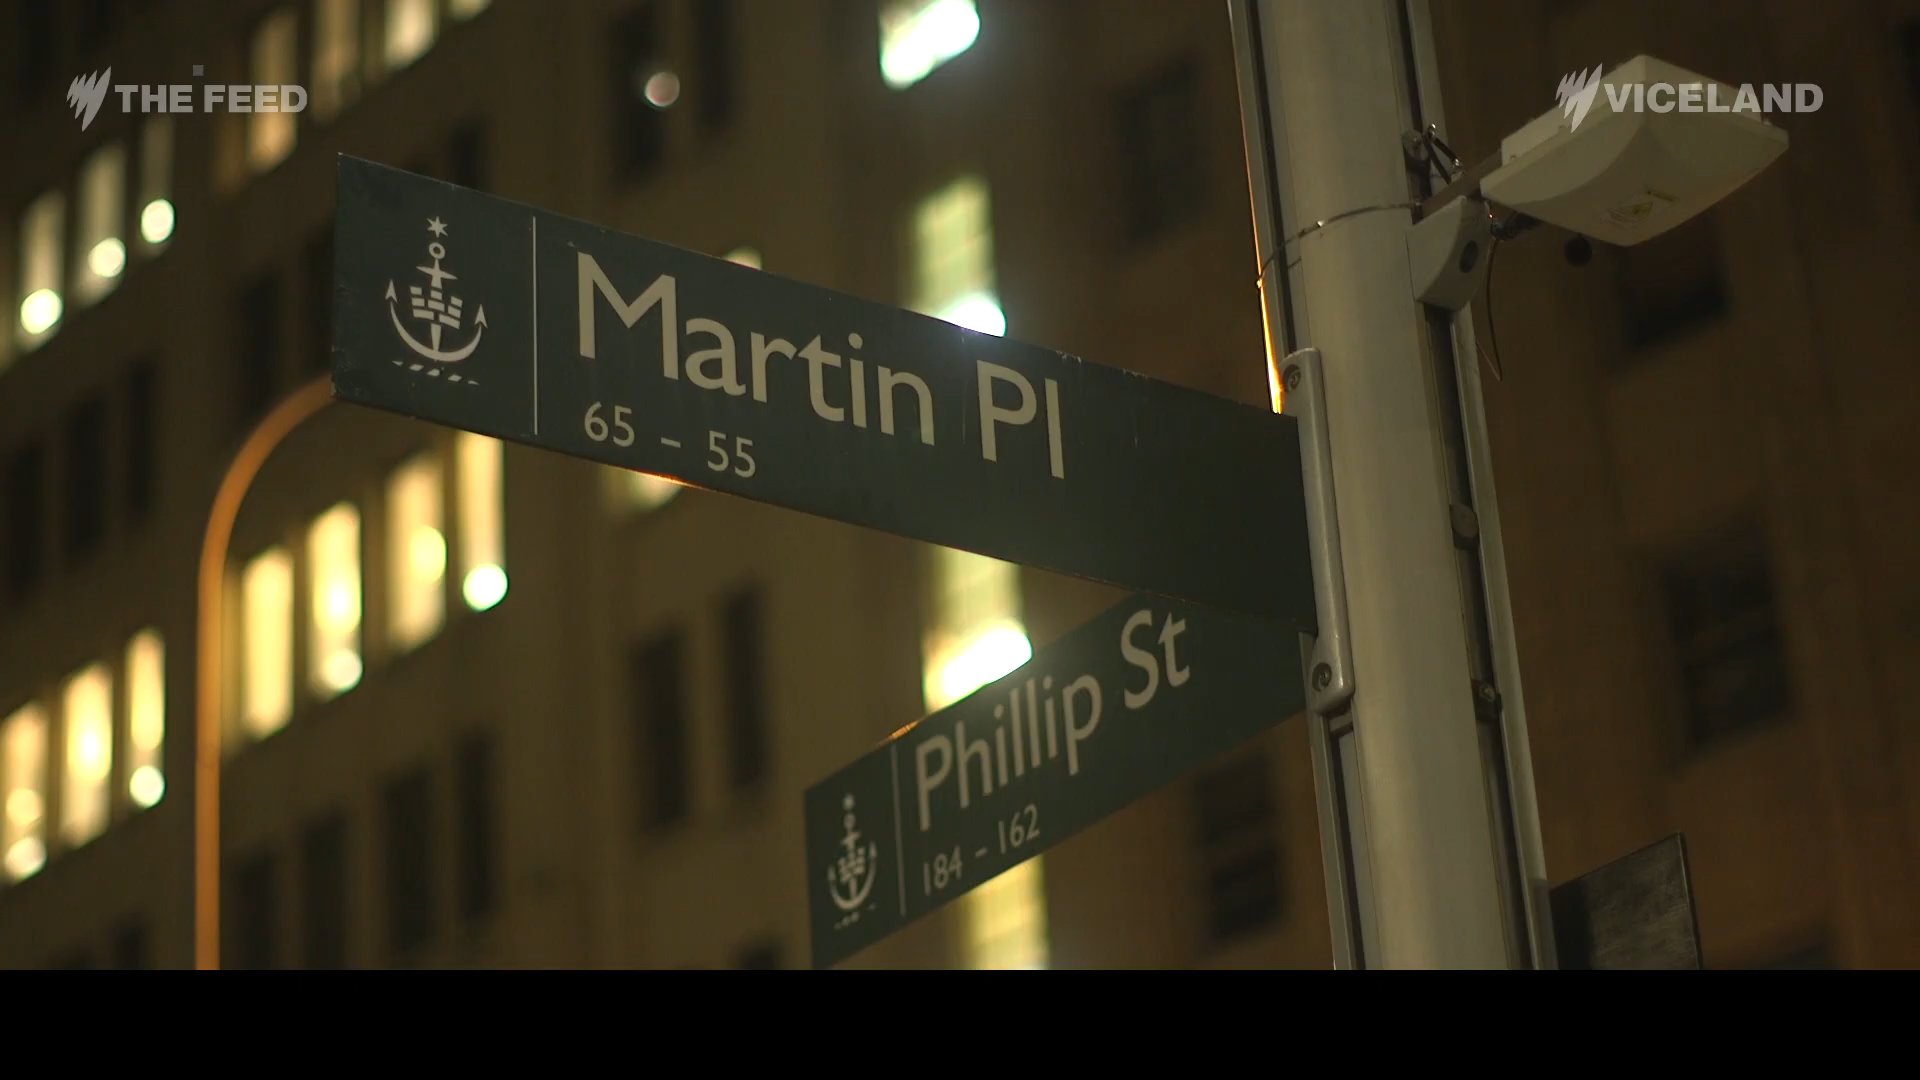 THE FEED
VICELAND
Martin Pl
65 - 55
Phillip St
184 - 162